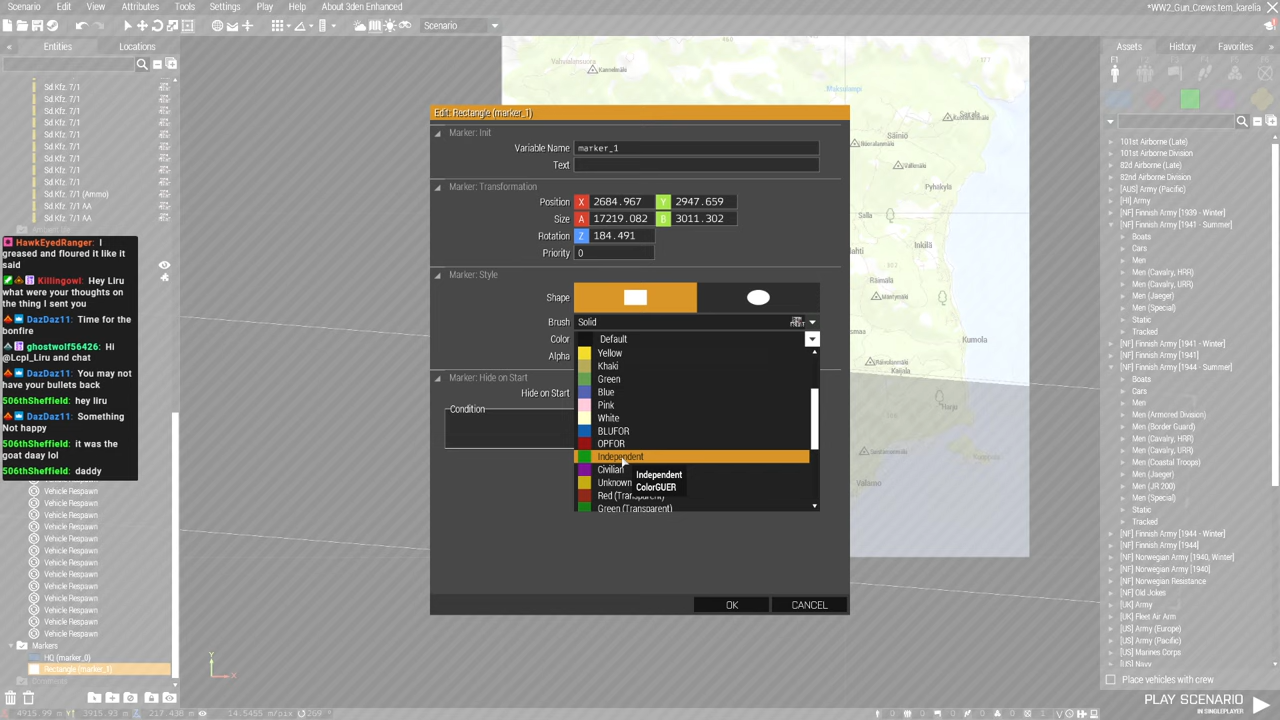 Scenario Edit View Attributes Tools Settings Play Help About 3den Enhanced
*WW2_Gun_Crews.tem_karelia
Scenario
Entities Locations
Sd.Kfz. 7/1
Sd.Kfz. 7/1
Sd.Kfz. 7/1
Sd.Kfz. 7/1
Sd.Kfz. 7/1
Sd.Kfz. 7/1
Sd.Kfz. 7/1
Sd.Kfz. 7/1
Sd.Kfz. 7/1
Sd.Kfz. 7/1 (Ammo)
Sd.Kfz. 7/1 AA
Sd.Kfz. 7/1 AA
HawkEyedRanger: I
greased and floured it like it
said
Killingowl: Hey Liru
what were your thoughts on
the thing I sent you
DazDaz11: Time for the
bonfire
ghostwolf56426: Hi
@Lcpl_Liru and chat
DazDaz11: You may not
have your bullets back
506thSheffield: hey liru
DazDaz11: Something
Not happy
506thSheffield: it was the
goat daay lol
506thSheffield: daddy
Vehicle Respawn
Vehicle Respawn
Vehicle Respawn
Vehicle Respawn
Vehicle Respawn
Vehicle Respawn
Vehicle Respawn
Vehicle Respawn
Vehicle Respawn
Vehicle Respawn
Vehicle Respawn
Vehicle Respawn
Vehicle Respawn
Markers
HQ (marker_0)
Rectangle (marker_1)
Comments
Edit: Rectangle (marker_1)
Marker: Init
Variable Name marker_1
Text
Marker: Transformation
Position X 2684.967 Y 2947.659
Size A 17219.082 B 3011.302
Rotation Z 184.491
Priority 0
Marker: Style
Shape
Brush Solid
Color Default
Alpha
Yellow
Khaki
Green
Blue
Pink
White
BLUFOR
OPFOR
Independent
Civilian
Unknown
Red (Transparent)
Green (Transparent)
Independent
ColorGUER
Marker: Hide on Start
Hide on Start
Condition
OK CANCEL
Kannelmäki
Säiniö
Pyhäkylä
Salla
Inkilä
Kumola
Kaijala
Harju
Valamo
Assets History Favorites
101st Airborne (Late)
101st Airborne Division
82d Airborne (Late)
82nd Airborne Division
[AUS] Army (Pacific)
[HI] Army
[NF] Finnish Army (1939 - Winter)
[NF] Finnish Army (1941 - Summer)
Boats
Cars
Men
Men (Cavalry, HRR)
Men (Cavalry, URR)
Men (Jaeger)
Men (Special)
Static
Tracked
[NF] Finnish Army (1941 - Winter)
[NF] Finnish Army (1941)
[NF] Finnish Army (1944 - Summer)
Boats
Cars
Men
Men (Armored Division)
Men (Border Guard)
Men (Cavalry, HRR)
Men (Cavalry, URR)
Men (Coastal Troops)
Men (Jaeger)
Men (JR 200)
Men (Special)
Static
Tracked
[NF] Finnish Army (1944 - Winter)
[NF] Finnish Army (1944)
[NF] Norwegian Army (1940, Winter)
[NF] Norwegian Army (1940)
[NF] Norwegian Resistance
[NF] Old Jokes
[UK] Army
[UK] Fleet Air Arm
[US] Army (Europe)
[US] Army (Pacific)
[US] Marines Corps
[US] Navy
Place vehicles with crew
PLAY SCENARIO
IN SINGLEPLAYER
14.5455 m/pix